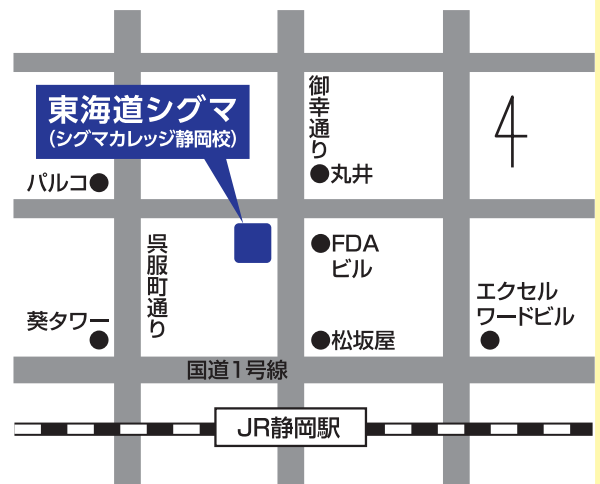 東海道シグマ
(シグマカレッジ静岡校)
御幸通り
丸井
パルコ
呉服町通り
FDA
ビル
エクセル
ワードビル
葵タワー
松坂屋
国道1号線
JR静岡駅